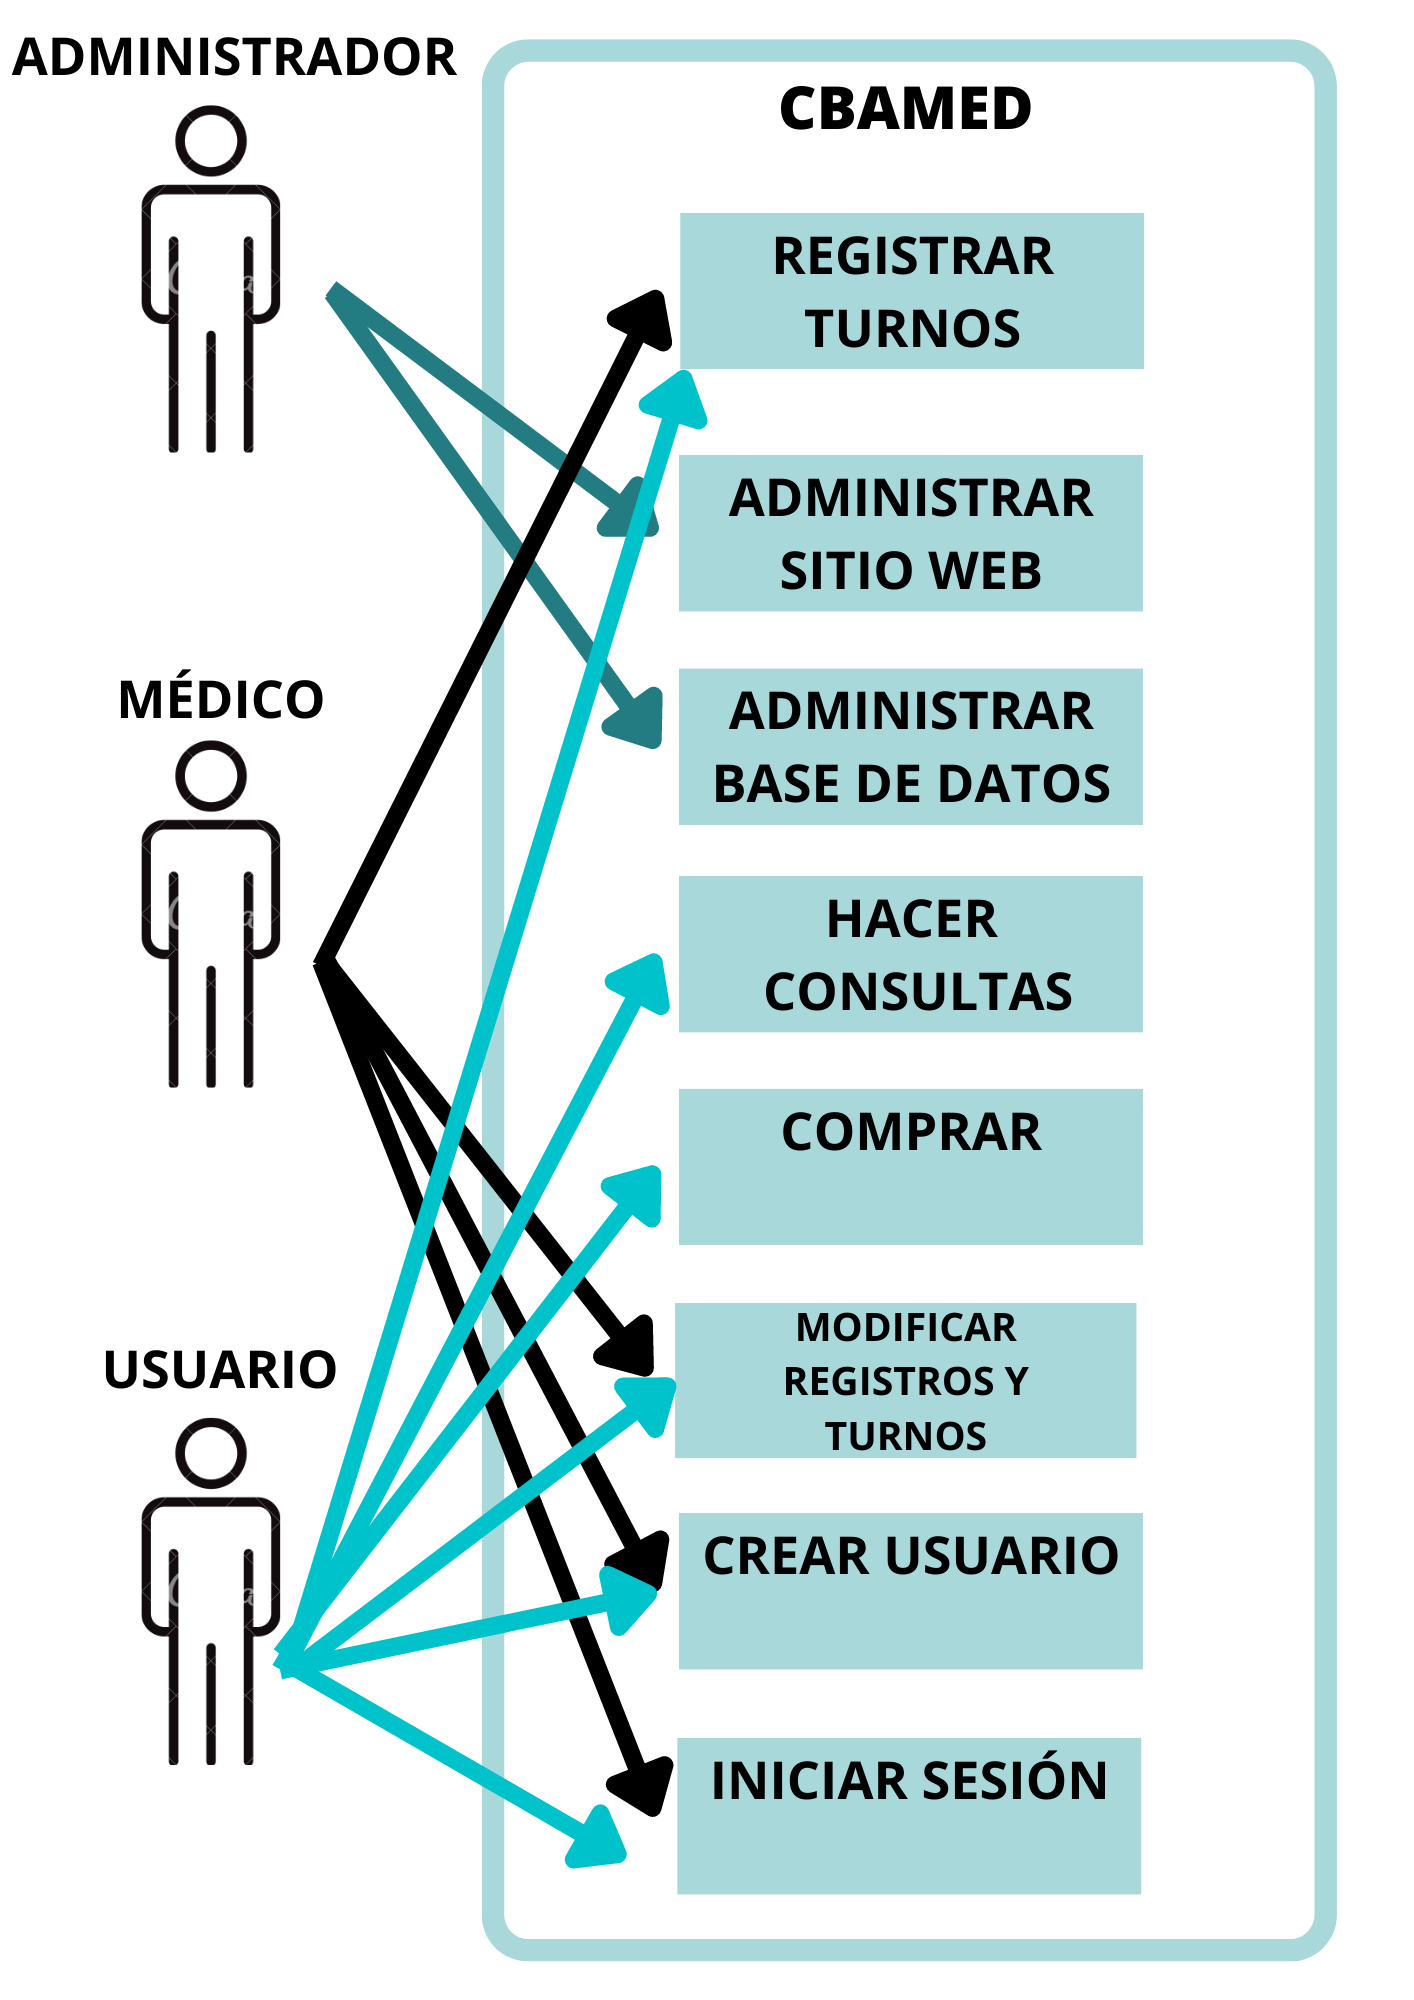 ADMINISTRADOR
CBAMED
REGISTRAR
TURNOS
ADMINISTRAR
SITIO WEB
MÉDICO
ADMINISTRAR
BASE DE DATOS
HACER
CONSULTAS
COMPRAR
USUARIO
MODIFICAR
REGISTROS Y
TURNOS
CREAR USUARIO
INICIAR SESIÓN